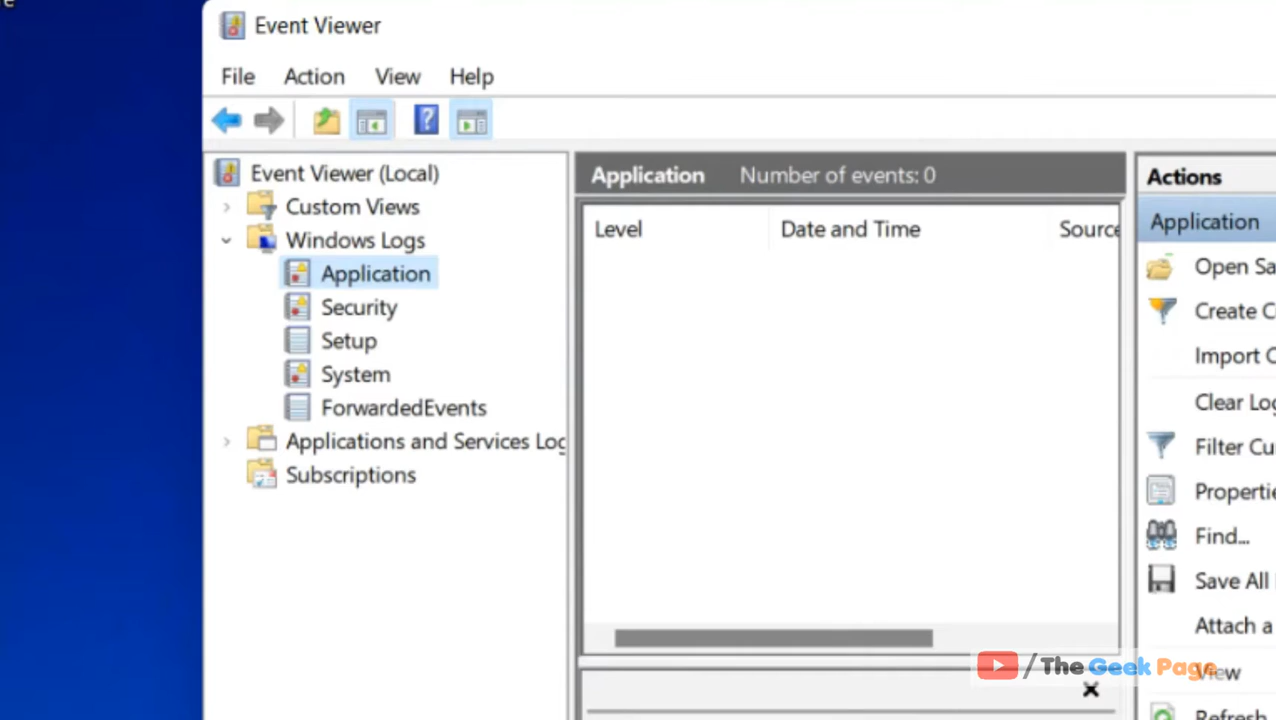 e
Event Viewer
File Action View Help
Event Viewer (Local)
Custom Views
Windows Logs
Application
Security
Setup
System
ForwardedEvents
Applications and Services Log
Subscriptions
Application Number of events: 0
Level Date and Time Source
Actions
Application
Open Sa
Create C
Import C
Clear Log
Filter Cu
Properties
Find...
Save All
Attach a
View
Refresh
/The Geek Page